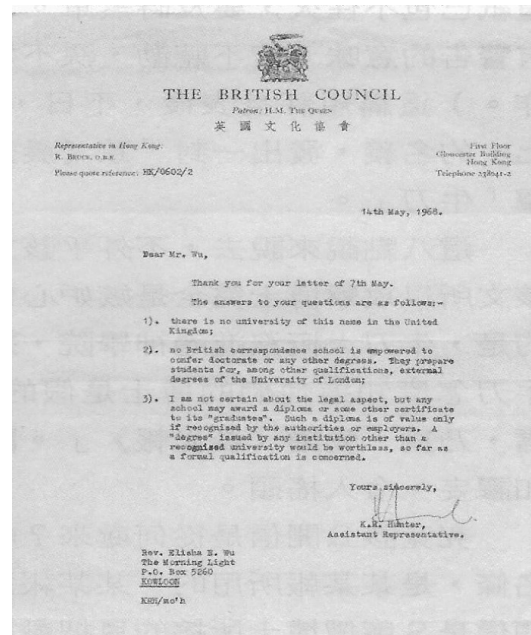 THE BRITISH COUNCIL
Patron: H.M. THE QUEEN
英國文化協會
Representative in Hong Kong:
R. BRUCE, O.B.E.
Please quote reference: HK/0602/2
First Floor
Gloucester Building
Hong Kong
Telephone 238041-2
14th May, 1968.
Dear Mr. Wu,
Thank you for your letter of 7th May.
The answers to your questions are as follows:-
1). there is no university of this name in the United
Kingdom;
2). no British correspondence school is empowered to
confer doctorate or any other degrees. They prepare
students for, among other qualifications, external
degrees of the University of London;
3). I am not certain about the legal aspect, but any
school may award a diploma or some other certificate
to its "graduates". Such a diploma is of value only
if recognised by the authorities or employers. A
"degree" issued by any institution other than a
recognised university would be worthless, so far as
a formal qualification is concerned.
Yours sincerely,
K.R. Hunter,
Assistant Representative.
Rev. Elisha E. Wu
The Morning Light
P.O. Box 5260
KOWLOON
KRH/mo'h